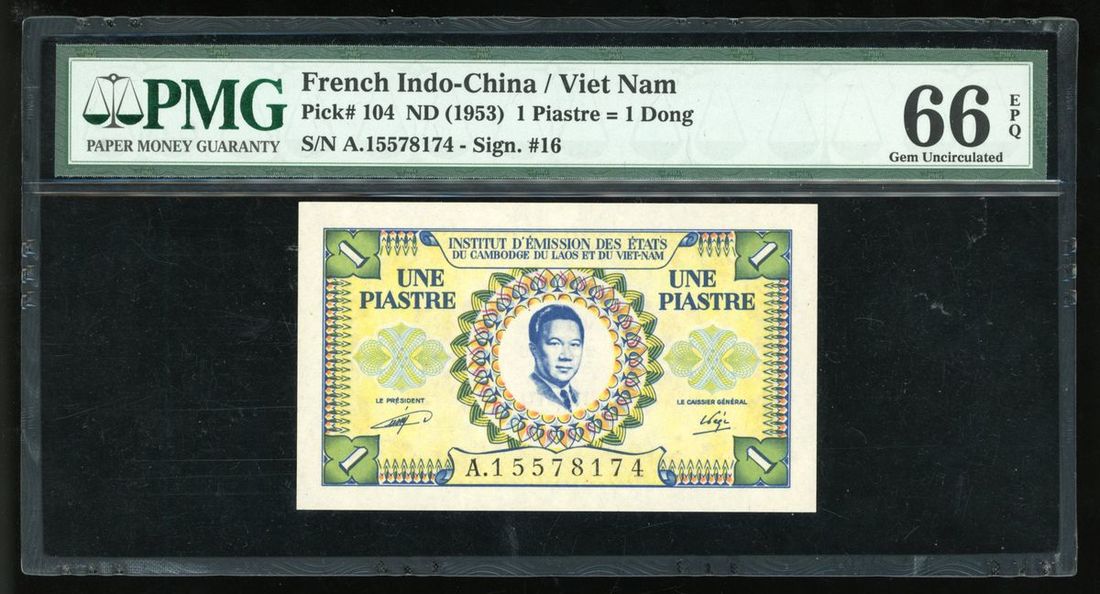 PMG
PAPER MONEY GUARANTY
French Indo-China / Viet Nam
Pick# 104 ND (1953) 1 Piastre = 1 Dong
S/N A.15578174 - Sign. #16
66
EPQ
Gem Uncirculated
1
1
INSTITUT D'ÉMISSION DES ÉTATS
DU CAMBODGE DU LAOS ET DU VIET-NAM
UNE
PIASTRE
UNE
PIASTRE
LE PRÉSIDENT
LE CAISSIER GÉNÉRAL
1
1
A.15578174